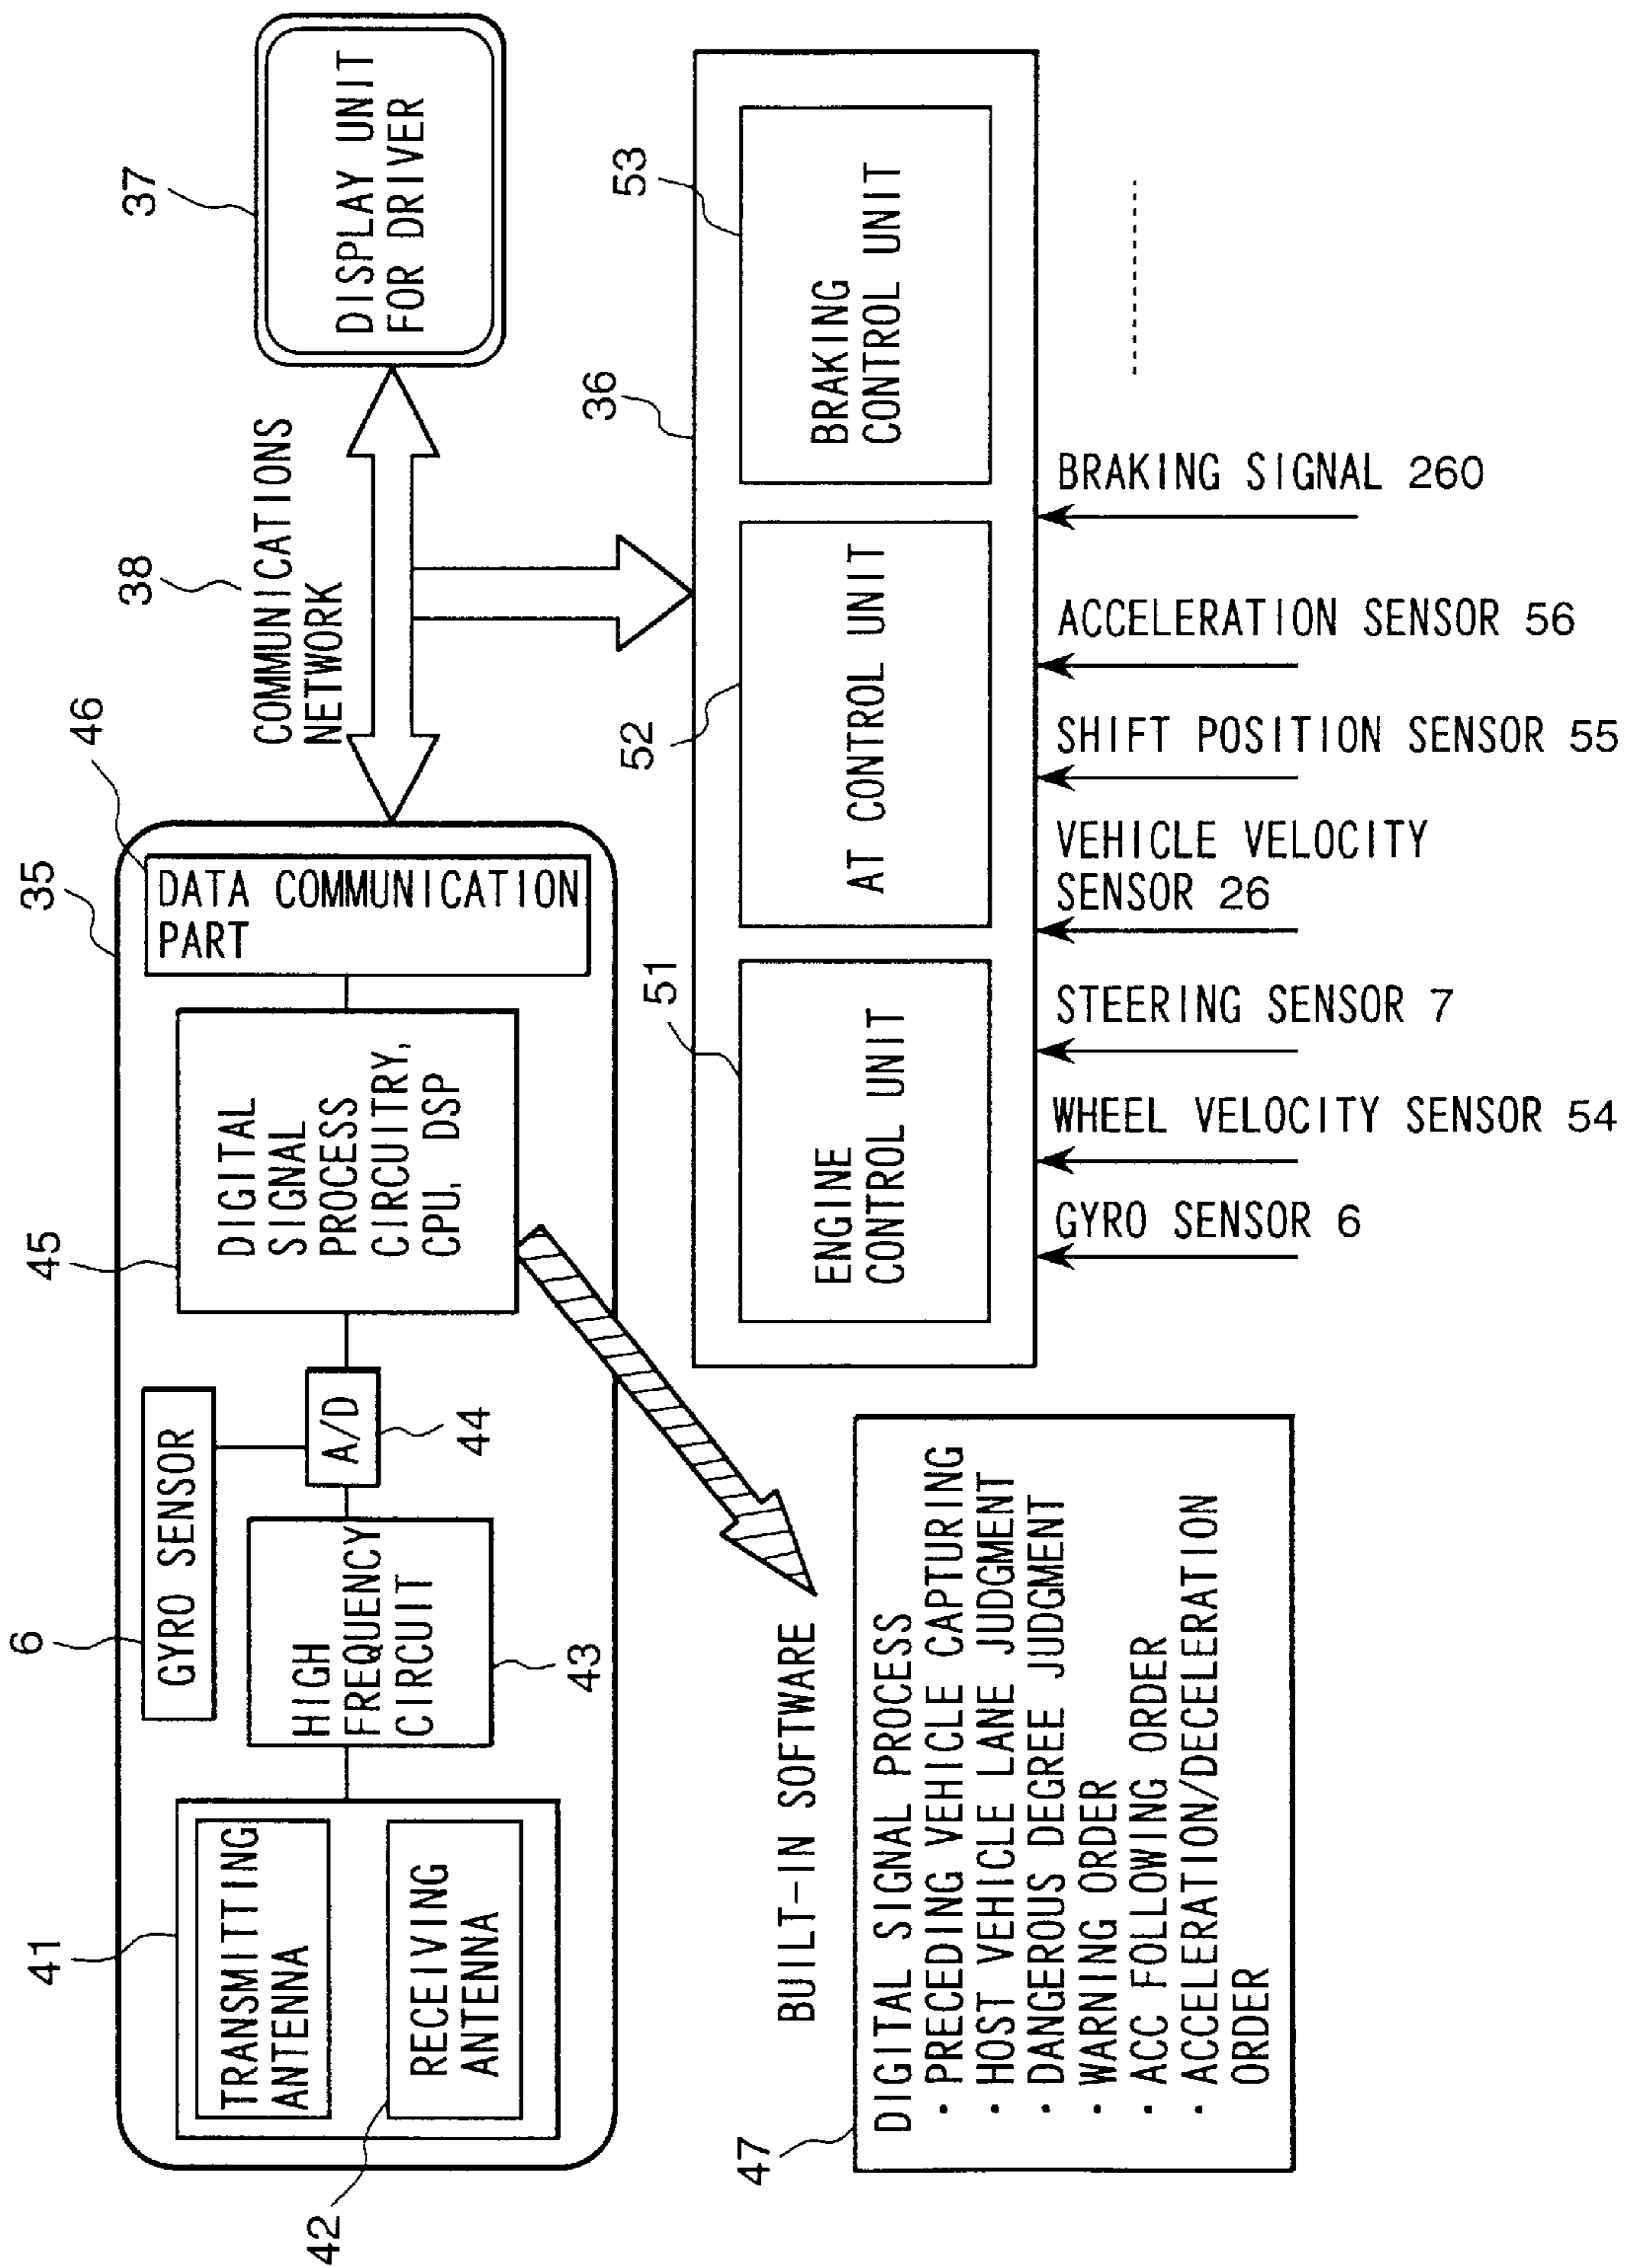 37
DISPLAY UNIT
FOR DRIVER
38
COMMUNICATIONS
NETWORK
35
46
DATA COMMUNICATION
PART
45
DIGITAL
SIGNAL
PROCESS
CIRCUITRY,
CPU, DSP
6
GYRO SENSOR
A/D
44
HIGH
FREQUENCY
CIRCUIT
43
41
TRANSMITTING
ANTENNA
RECEIVING
ANTENNA
42
36
51
ENGINE
CONTROL UNIT
52
AT CONTROL UNIT
53
BRAKING
CONTROL UNIT
GYRO SENSOR 6
WHEEL VELOCITY SENSOR 54
STEERING SENSOR 7
VEHICLE VELOCITY
SENSOR 26
SHIFT POSITION SENSOR 55
ACCELERATION SENSOR 56
BRAKING SIGNAL 260
BUILT-IN SOFTWARE
47
DIGITAL SIGNAL PROCESS
・PRECEDING VEHICLE CAPTURING
・HOST VEHICLE LANE JUDGMENT
・DANGEROUS DEGREE JUDGMENT
・WARNING ORDER
・ACC FOLLOWING ORDER
・ACCELERATION/DECELERATION
ORDER